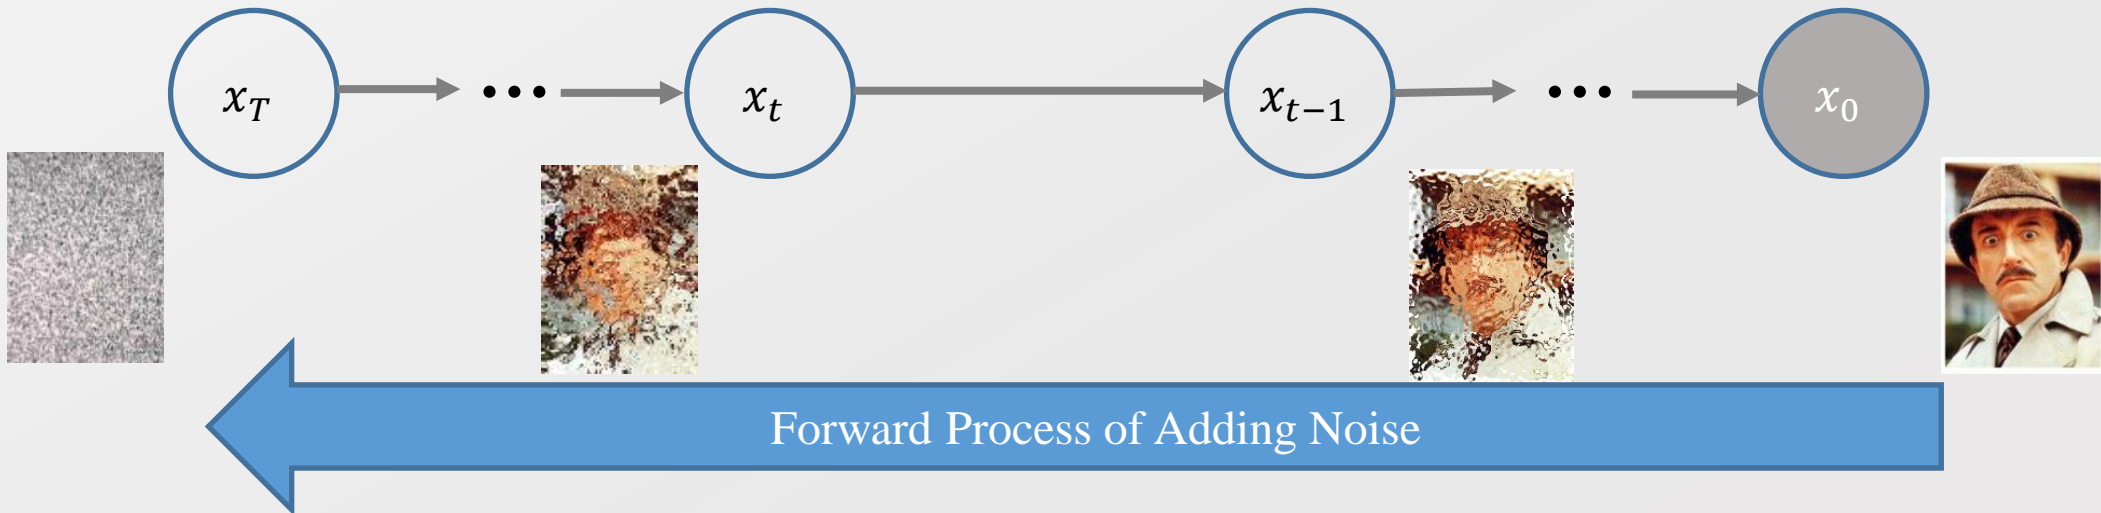 x_T ••• x_t x_{t−1} ••• x_0
Forward Process of Adding Noise